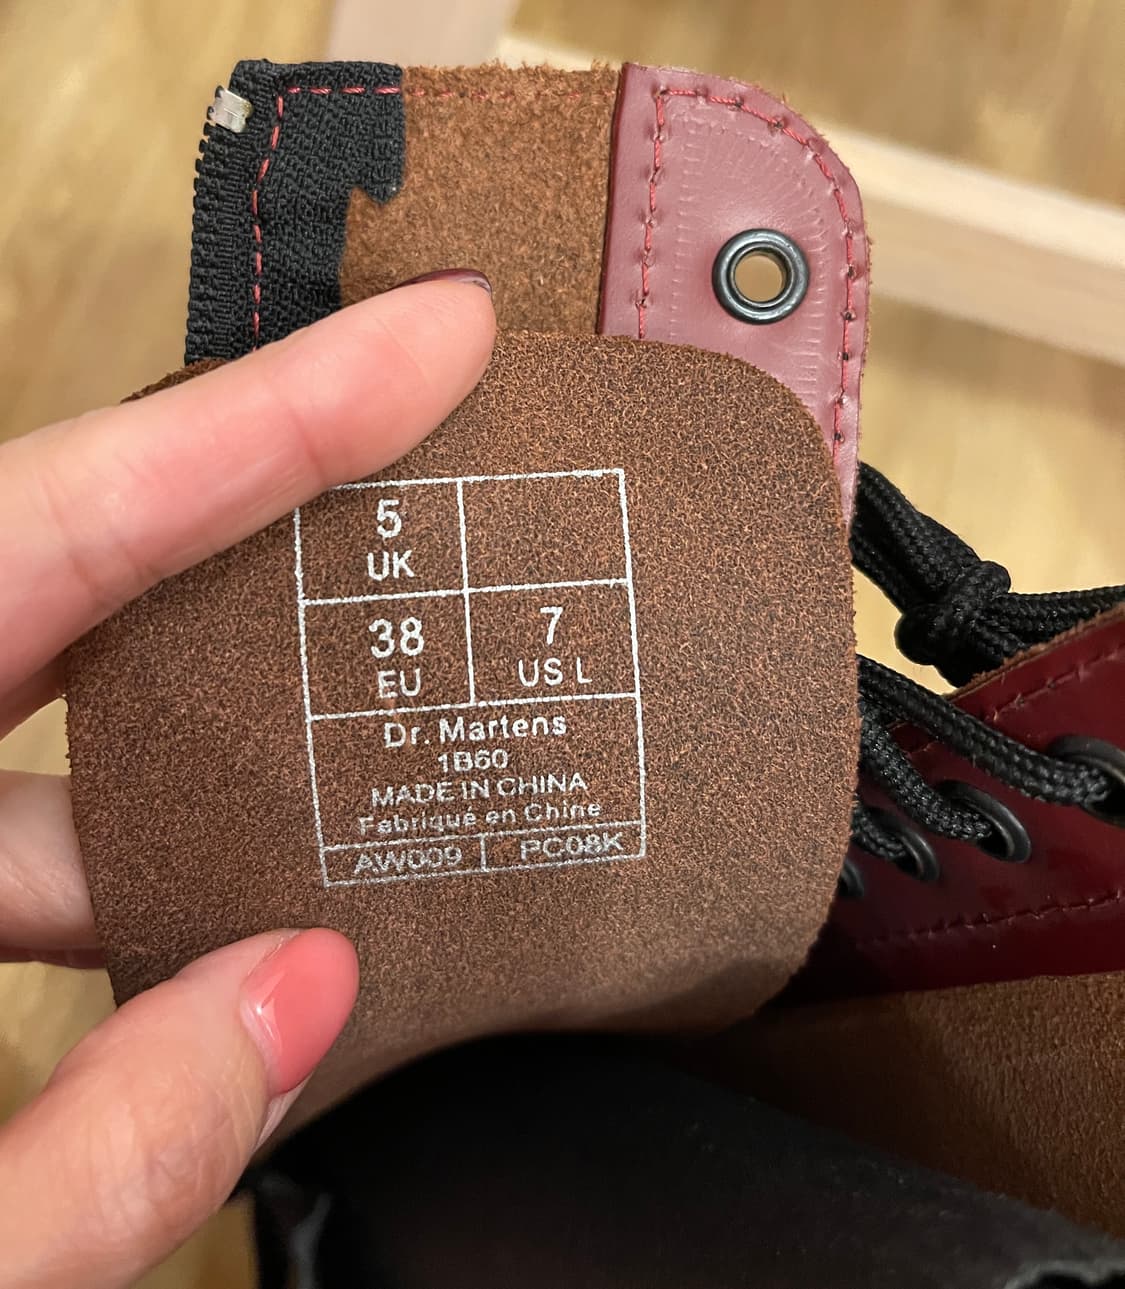 5
UK
38
EU
7
US L
Dr. Martens
1B60
MADE IN CHINA
Fabriqué en Chine
AW009 PC08K